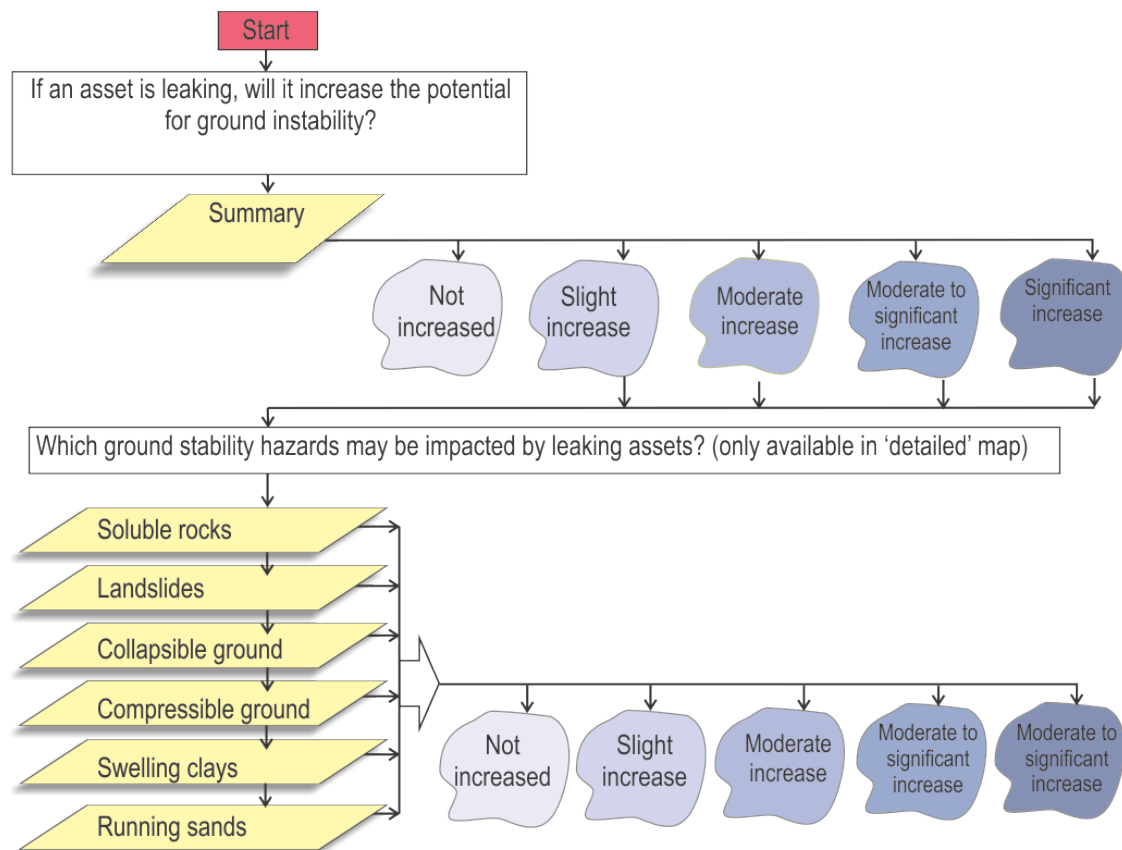 Start
If an asset is leaking, will it increase the potential
for ground instability?
Summary
Not
increased
Slight
increase
Moderate
increase
Moderate to
significant
increase
Significant
increase
Which ground stability hazards may be impacted by leaking assets? (only available in ‘detailed’ map)
Soluble rocks
Landslides
Collapsible ground
Compressible ground
Swelling clays
Running sands
Not
increased
Slight
increase
Moderate
increase
Moderate to
significant
increase
Moderate to
significant
increase